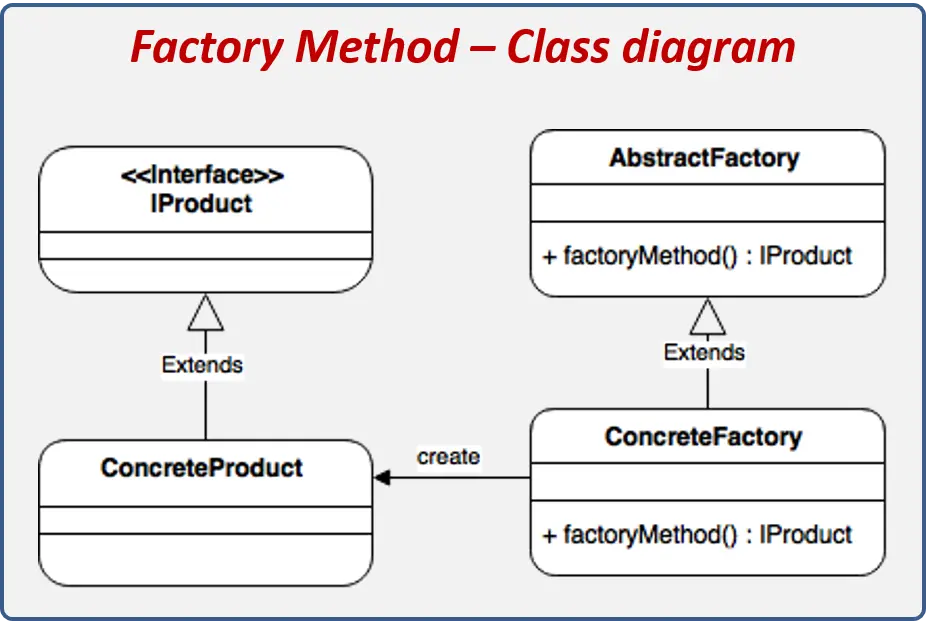 Factory Method – Class diagram
<<Interface>>
IProduct
Extends
ConcreteProduct
AbstractFactory
+ factoryMethod() : IProduct
Extends
ConcreteFactory
+ factoryMethod() : IProduct
create